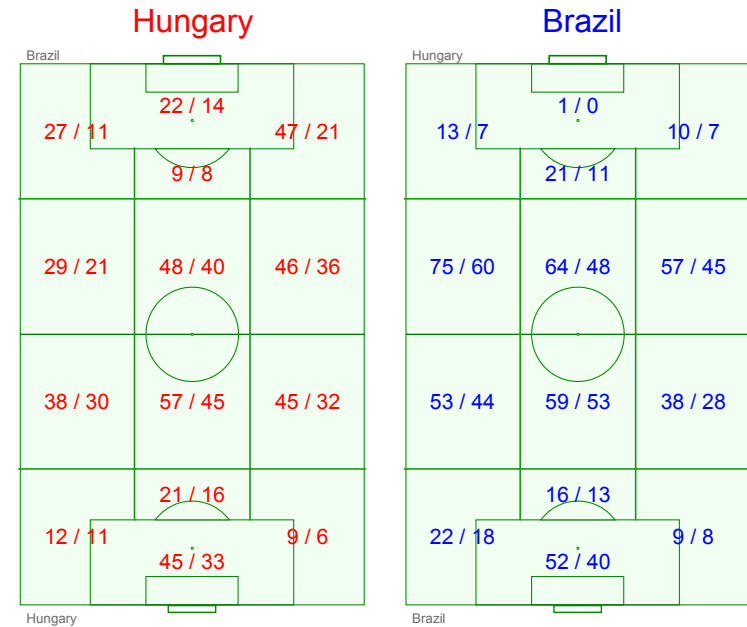 Hungary Brazil
Brazil Hungary
22 / 14 1 / 0
27 / 11 47 / 21 13 / 7 10 / 7
9 / 8 21 / 11
29 / 21 48 / 40 46 / 36 75 / 60 64 / 48 57 / 45
38 / 30 57 / 45 45 / 32 53 / 44 59 / 53 38 / 28
21 / 16 16 / 13
12 / 11 9 / 6 22 / 18 9 / 8
45 / 33 52 / 40
Hungary Brazil